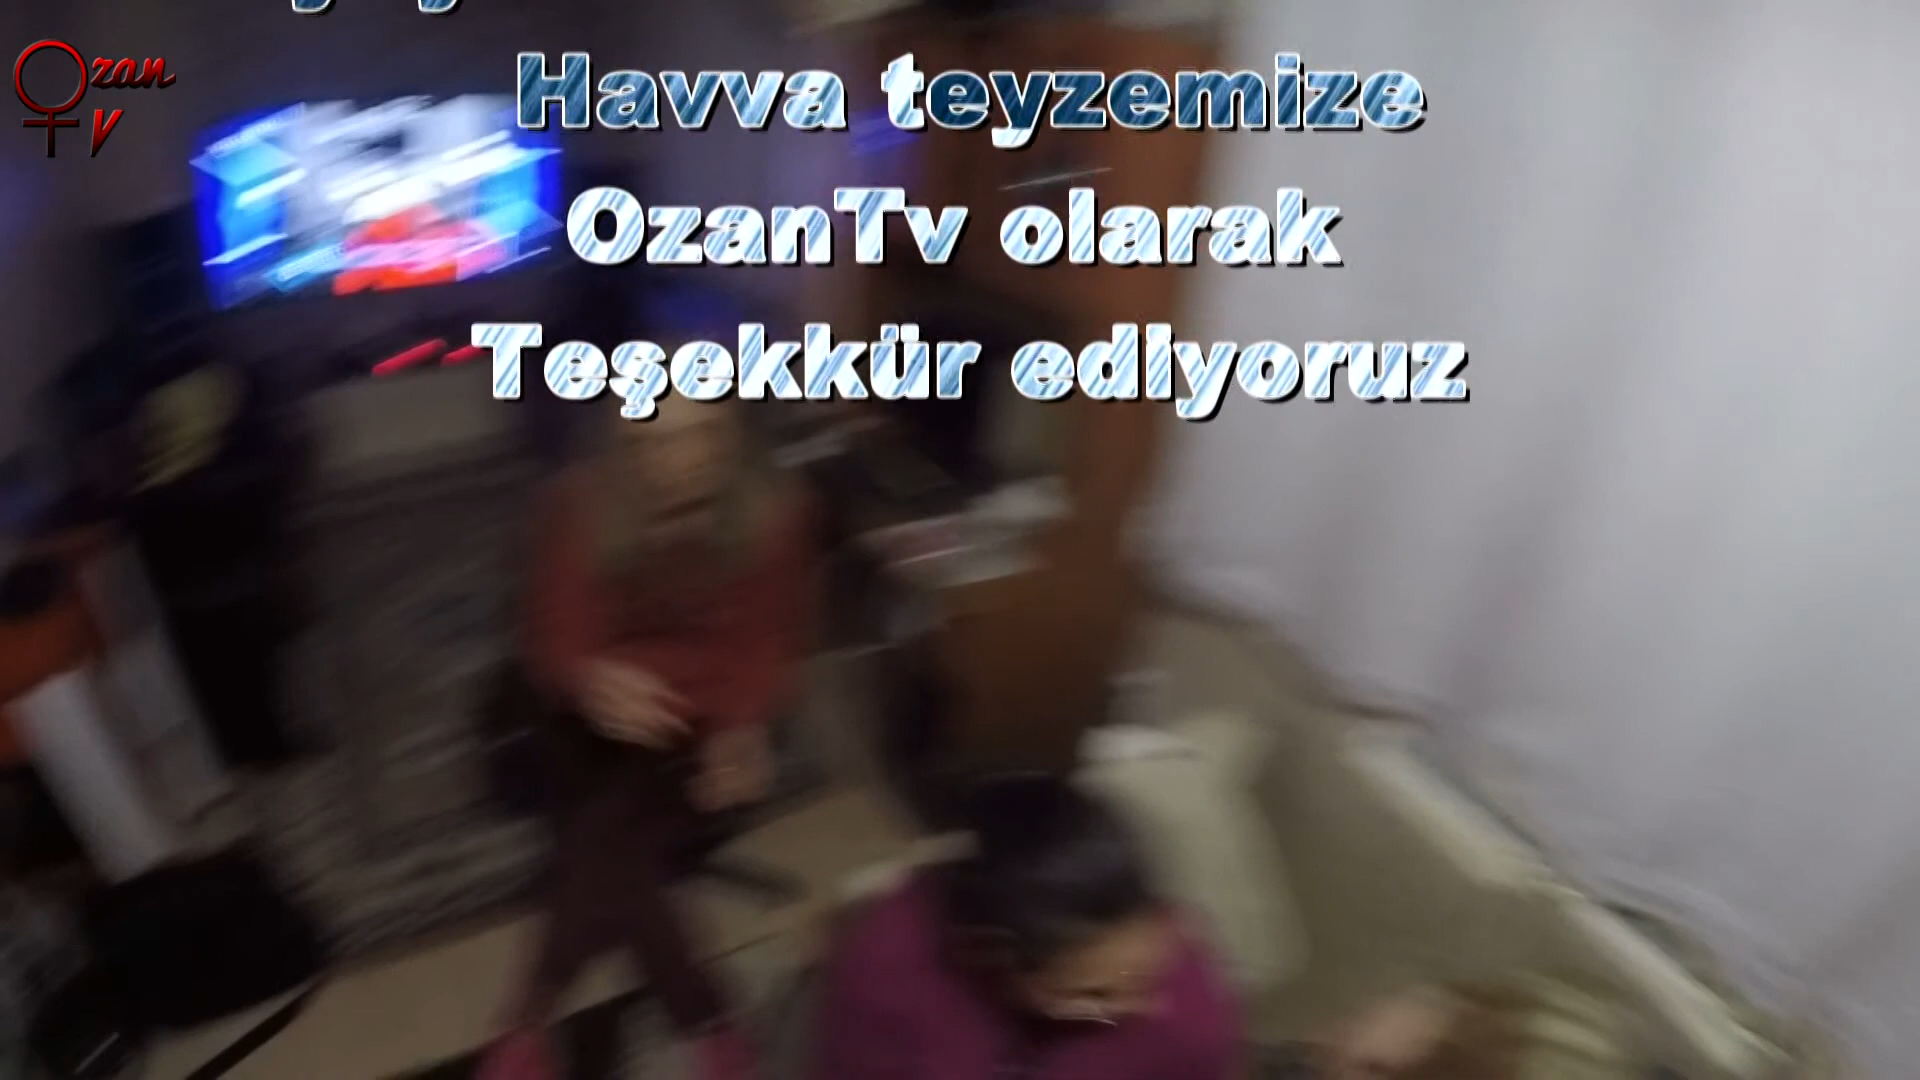 Ozan
TV
Havva teyzemize
OzanTv olarak
Teşekkür ediyoruz